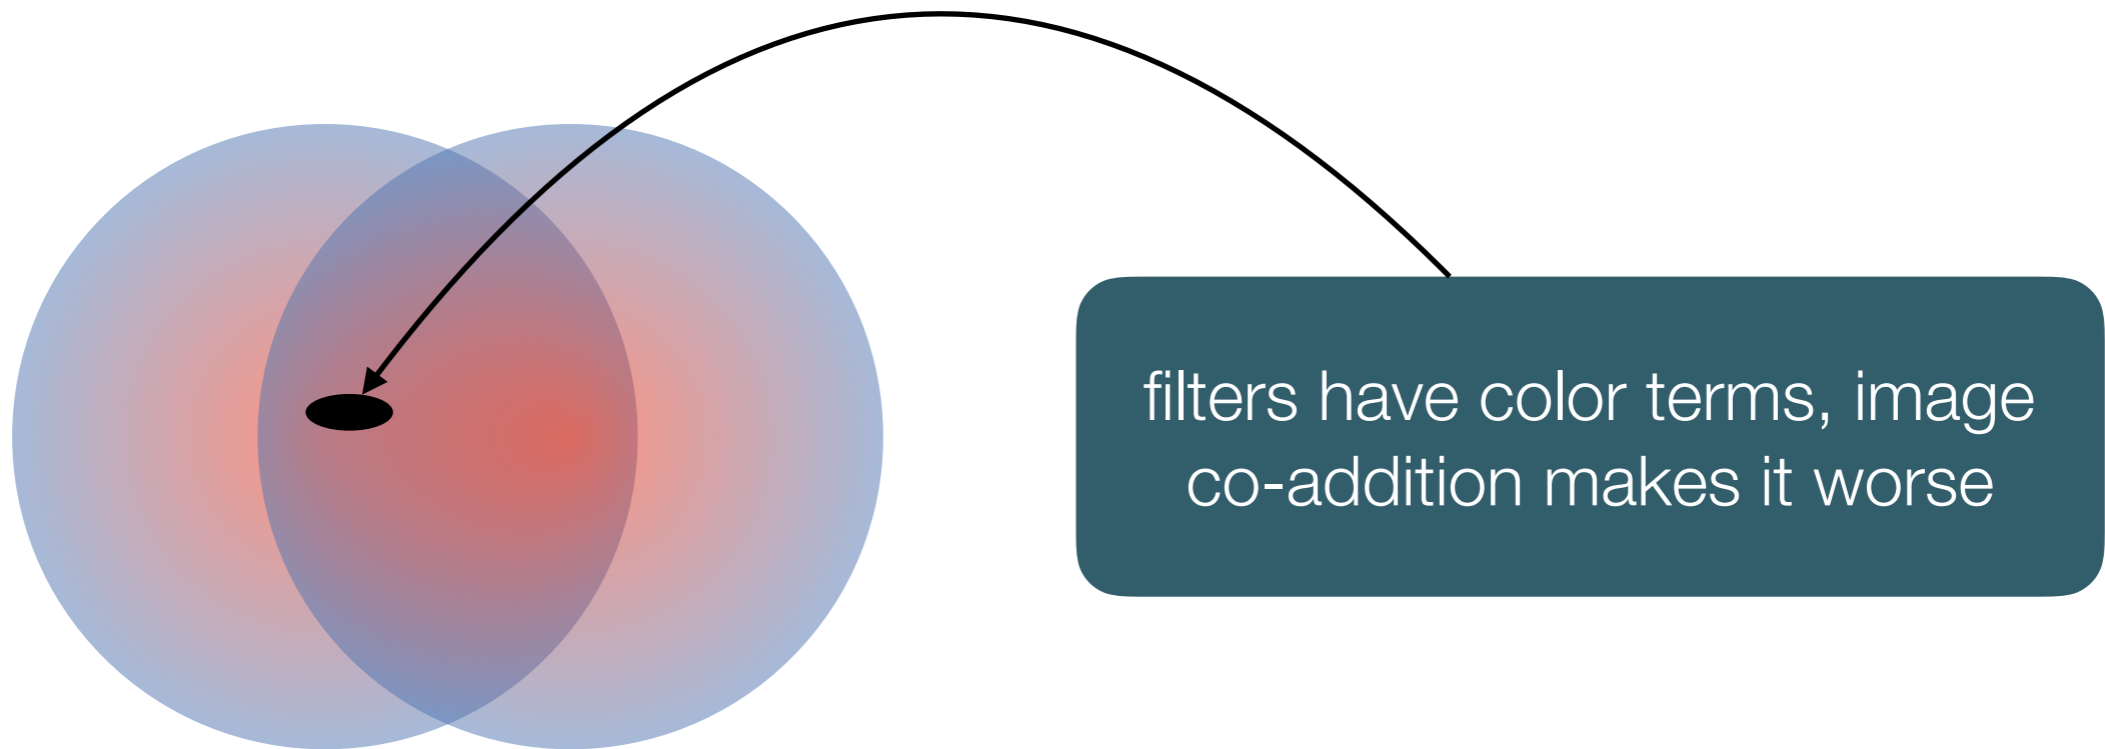 filters have color terms, image
co-addition makes it worse